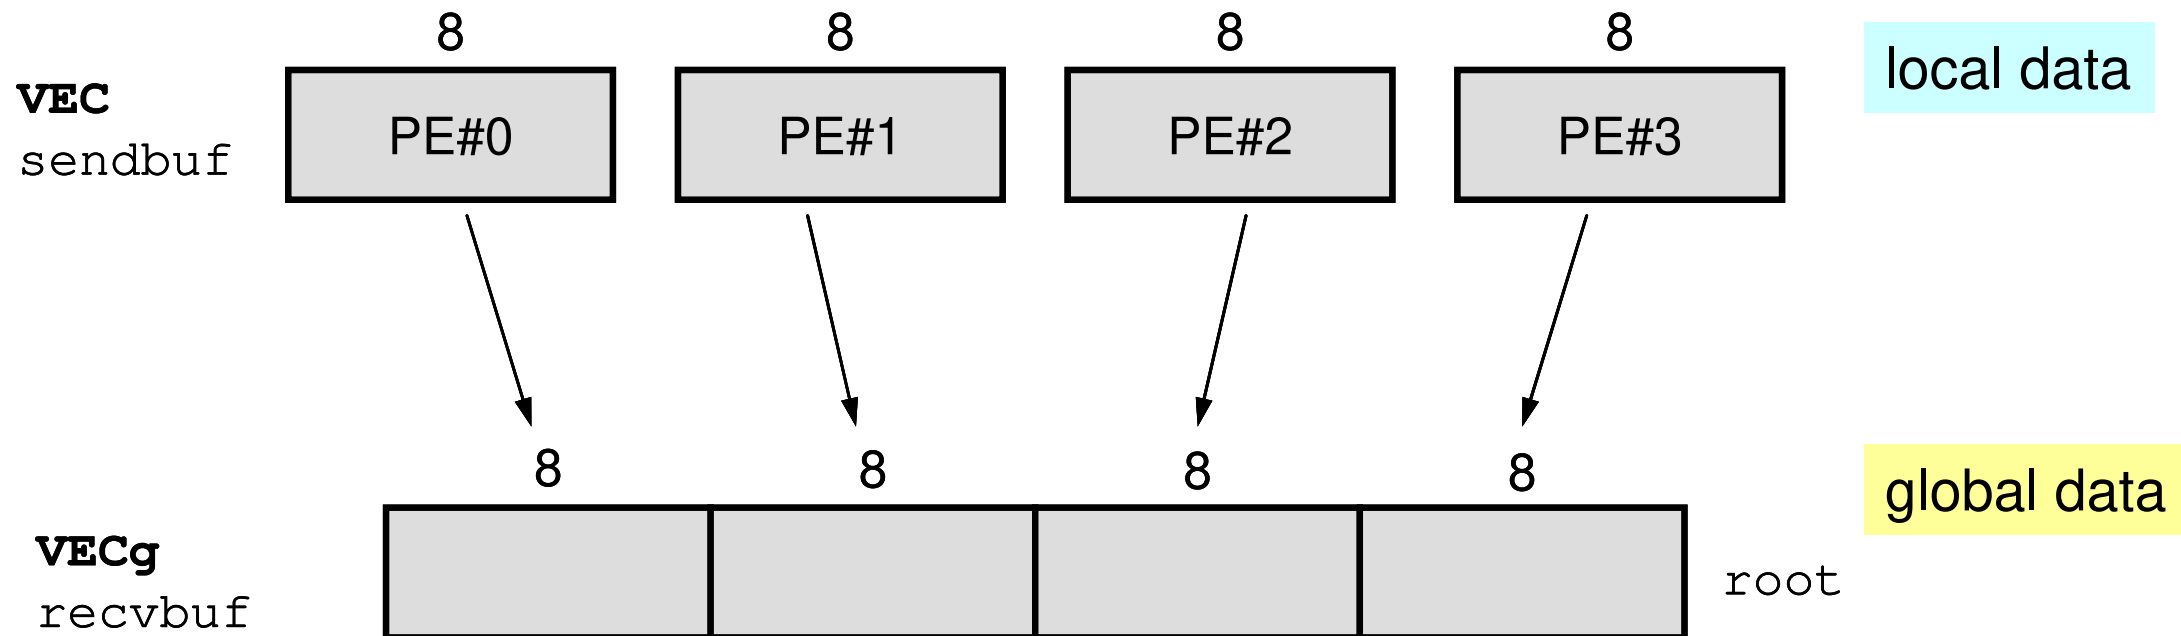 8 8 8 8
local data
VEC
PE#0 PE#1 PE#2 PE#3
sendbuf
8 8 8 8
global data
VECg
root
recvbuf